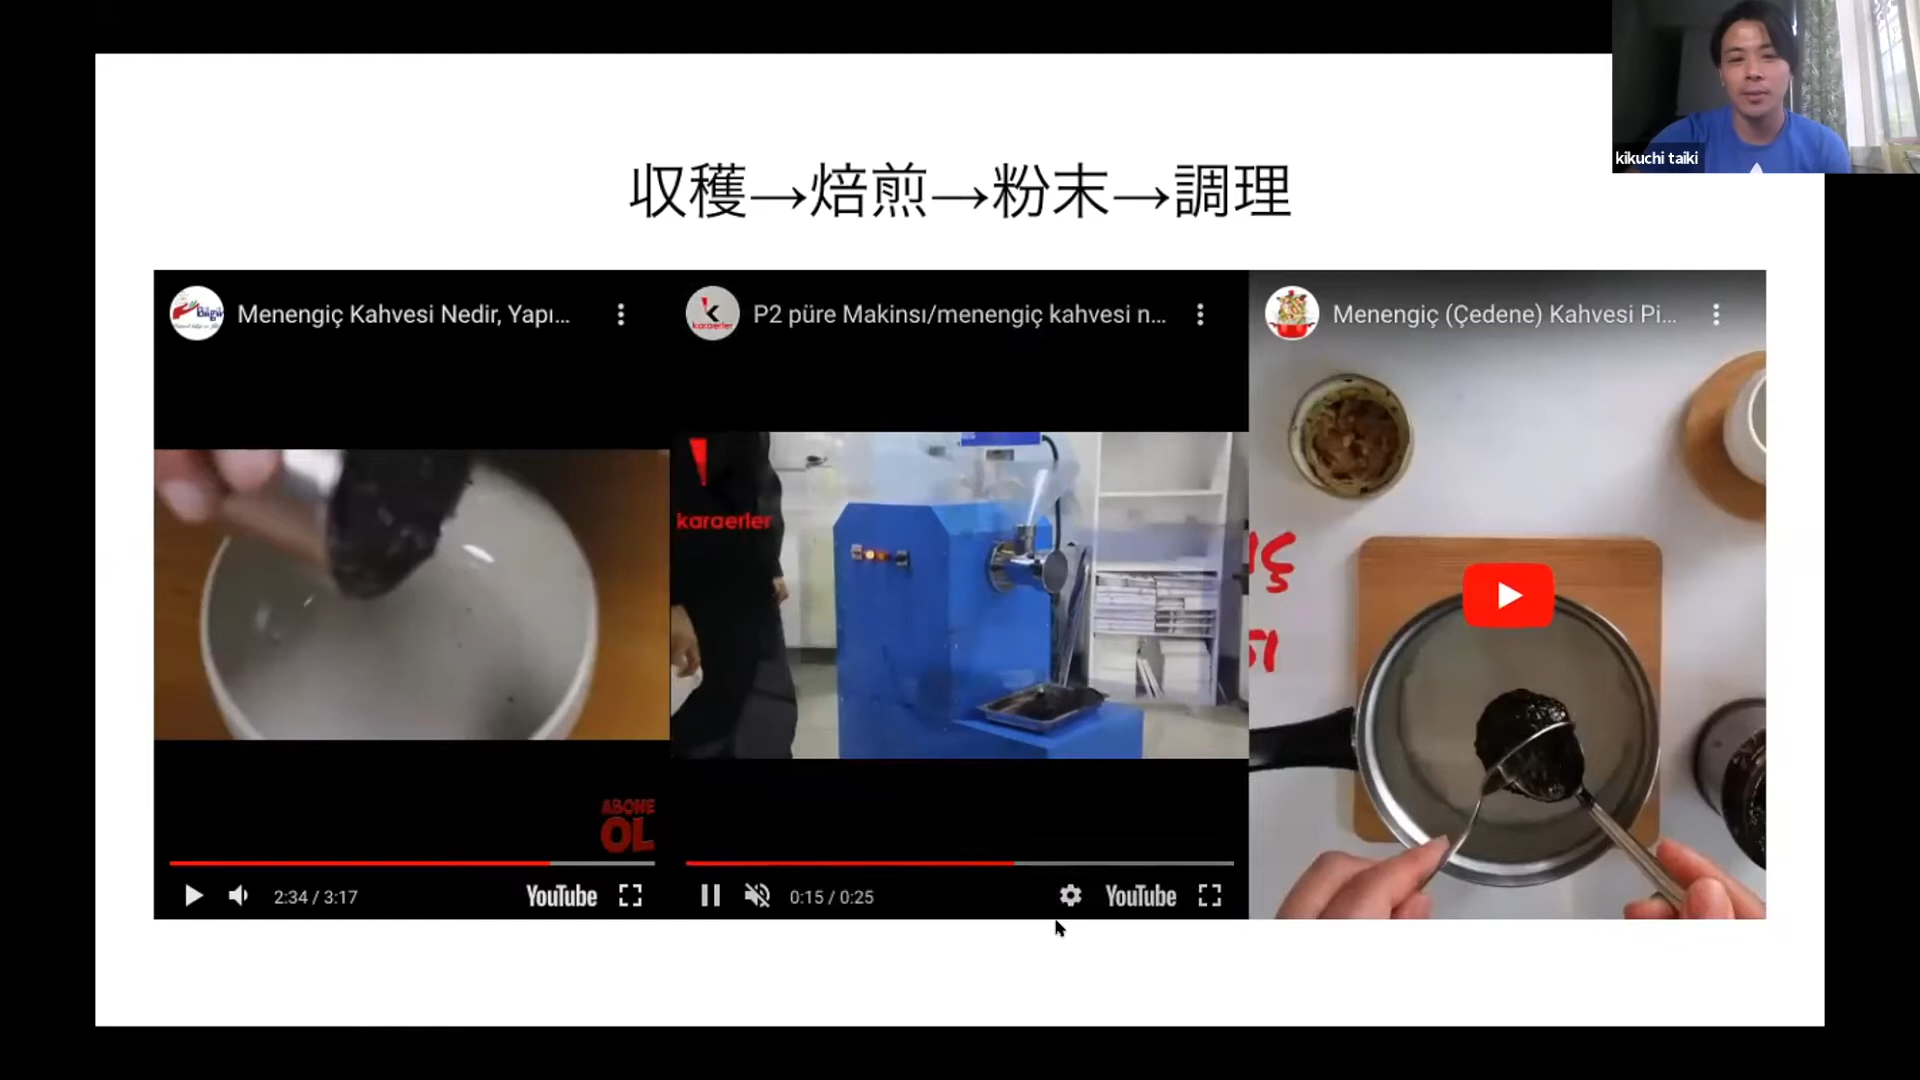 kikuchi taiki
収穫→焙煎→粉末→調理
Menengiç Kahvesi Nedir, Yapı...
karaerler
P2 püre Makinsı/menengiç kahvesi n...
Menengiç (Çedene) Kahvesi Pi...
karaerler
ABONE
OL
2:34 / 3:17
YouTube
0:15 / 0:25
YouTube